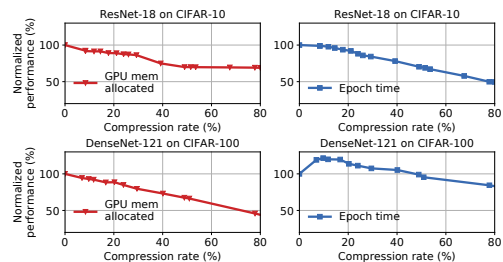 ResNet-18 on CIFAR-10
Normalized
performance (%)
100
50
GPU mem
allocated
0 20 40 60 80
Compression rate (%)
ResNet-18 on CIFAR-10
100
50
0
Epoch time
0 20 40 60 80
Compression rate (%)
DenseNet-121 on CIFAR-100
Normalized
performance (%)
100
50
GPU mem
allocated
0 20 40 60 80
Compression rate (%)
DenseNet-121 on CIFAR-100
100
50
Epoch time
0 20 40 60 80
Compression rate (%)